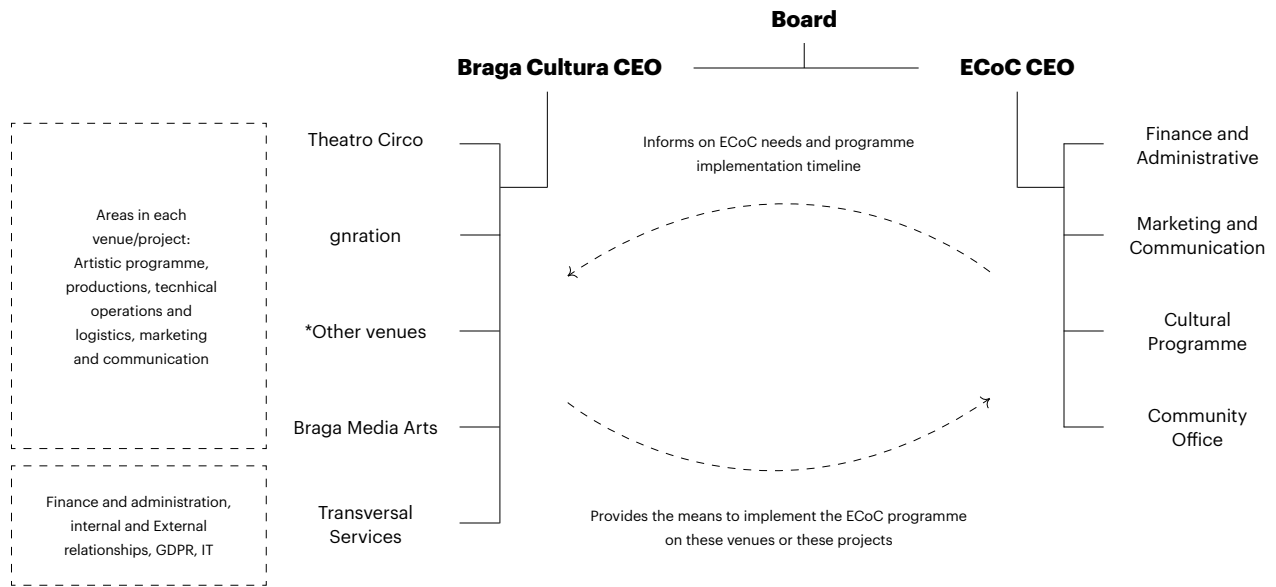 Board
Braga Cultura CEO
ECoC CEO
Areas in each
venue/project:
Artistic programme,
productions, tecnhical
operations and
logistics, marketing
and communication
Finance and administration,
internal and External
relationships, GDPR, IT
Theatro Circo
gnration
*Other venues
Braga Media Arts
Transversal
Services
Informs on ECoC needs and programme
implementation timeline
Provides the means to implement the ECoC programme
on these venues or these projects
Finance and
Administrative
Marketing and
Communication
Cultural
Programme
Community
Office